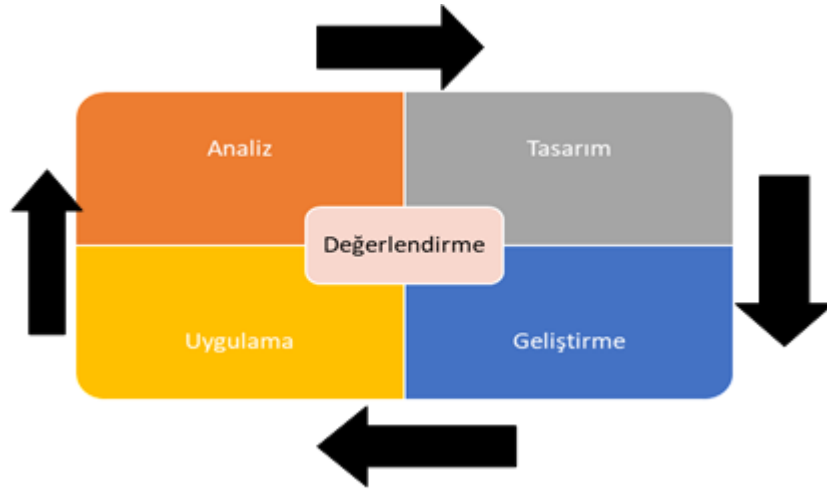 Analiz
Tasarım
Değerlendirme
Uygulama
Geliştirme